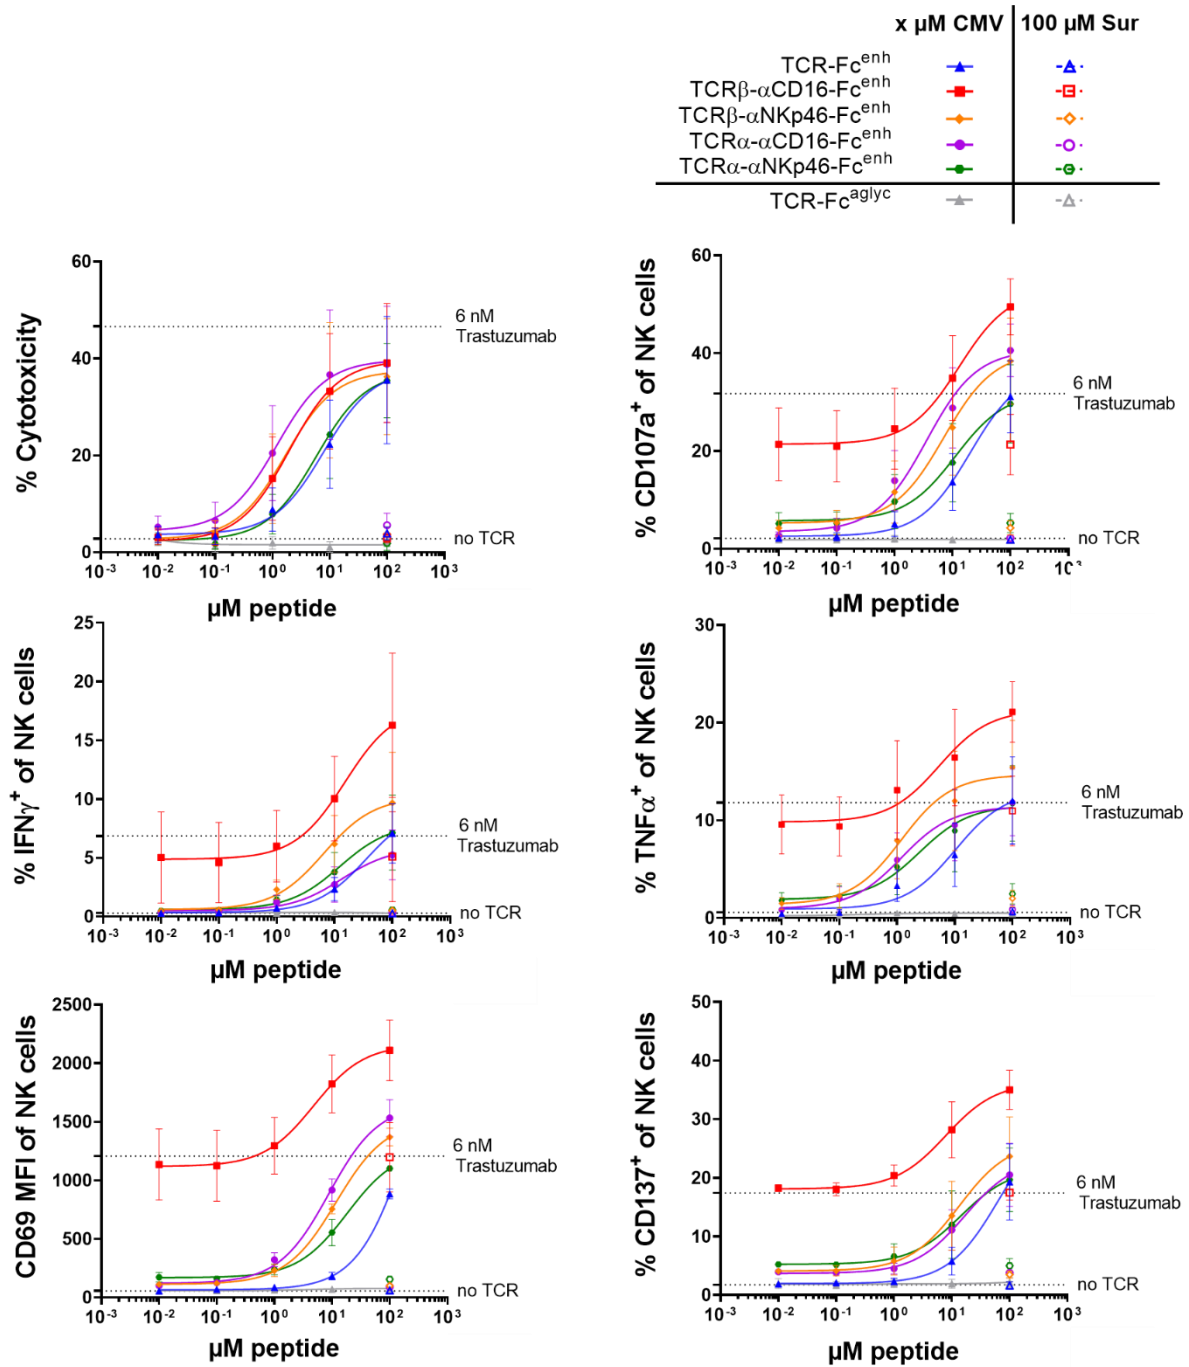 x µM CMV 100 µM Sur
TCR-Fc^enh
TCRβ-αCD16-Fc^enh
TCRβ-αNKp46-Fc^enh
TCRα-αCD16-Fc^enh
TCRα-αNKp46-Fc^enh
TCR-Fc^aglyc
% Cytotoxicity
60
40
20
0
6 nM
Trastuzumab
no TCR
10^-3 10^-2 10^-1 10^0 10^1 10^2 10^3
µM peptide
% CD107a^+ of NK cells
60
40
20
0
6 nM
Trastuzumab
no TCR
10^-3 10^-2 10^-1 10^0 10^1 10^2 10^3
µM peptide
% IFNγ^+ of NK cells
25
20
15
10
5
0
6 nM
Trastuzumab
no TCR
10^-3 10^-2 10^-1 10^0 10^1 10^2 10^3
µM peptide
% TNFα^+ of NK cells
30
20
10
0
6 nM
Trastuzumab
no TCR
10^-3 10^-2 10^-1 10^0 10^1 10^2 10^3
µM peptide
CD69 MFI of NK cells
2500
2000
1500
1000
500
0
6 nM
Trastuzumab
no TCR
10^-3 10^-2 10^-1 10^0 10^1 10^2 10^3
µM peptide
% CD137^+ of NK cells
50
40
30
20
10
0
6 nM
Trastuzumab
no TCR
10^-3 10^-2 10^-1 10^0 10^1 10^2 10^3
µM peptide